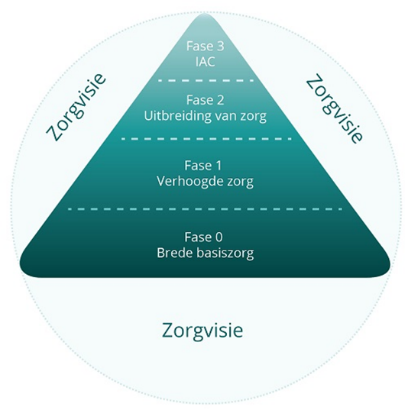 Fase 3
IAC
Zorgvisie
Zorgvisie
Fase 2
Uitbreiding van zorg
Fase 1
Verhoogde zorg
Fase 0
Brede basiszorg
Zorgvisie